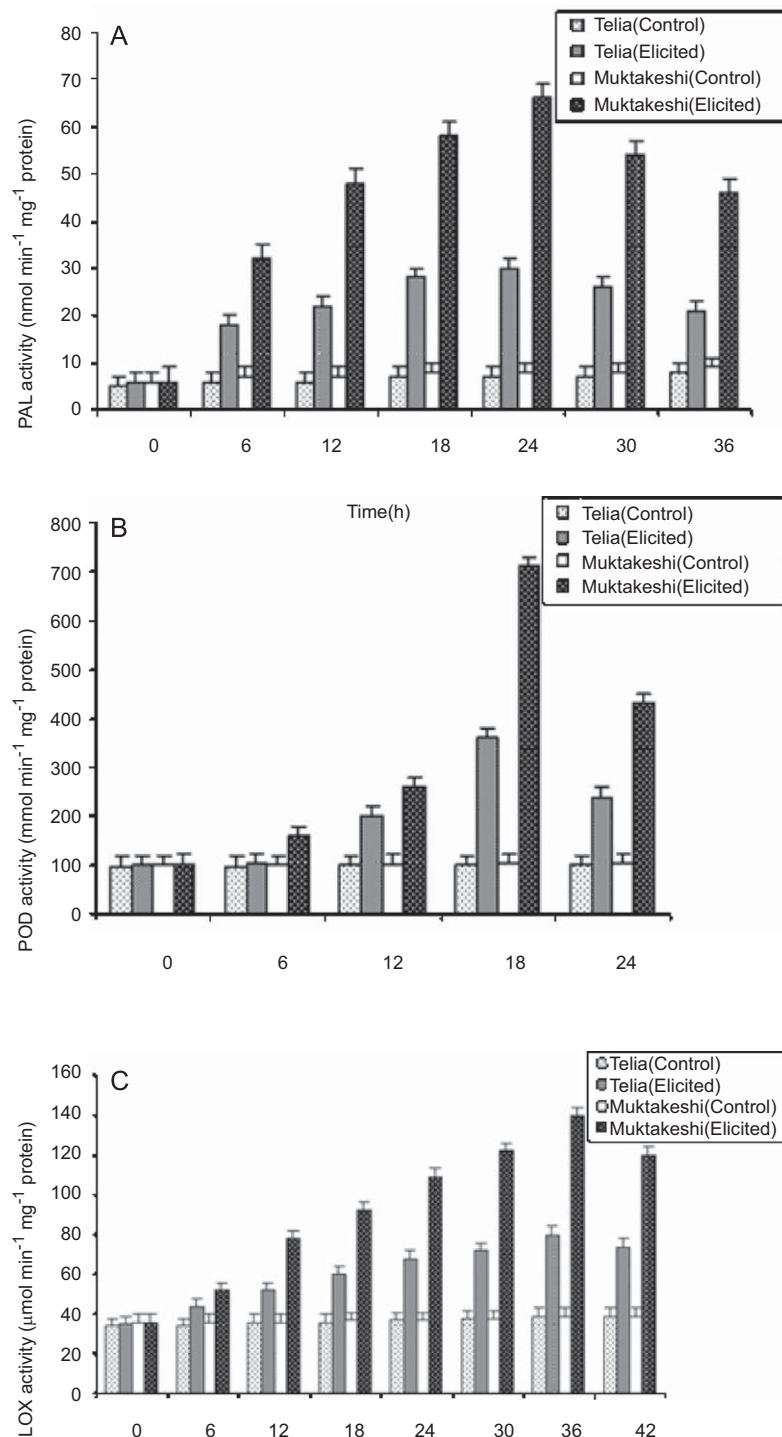 A
Telia(Control)
Telia(Elicited)
Muktakeshi(Control)
Muktakeshi(Elicited)
PAL activity (nmol min⁻¹ mg⁻¹ protein)
80
70
60
50
40
30
20
10
0
0 6 12 18 24 30 36
Time(h)
B
Telia(Control)
Telia(Elicited)
Muktakeshi(Control)
Muktakeshi(Elicited)
POD activity (mmol min⁻¹ mg⁻¹ protein)
800
700
600
500
400
300
200
100
0
0 6 12 18 24
C
Telia(Control)
Telia(Elicited)
Muktakeshi(Control)
Muktakeshi(Elicited)
LOX activity (μmol min⁻¹ mg⁻¹ protein)
160
140
120
100
80
60
40
20
0
0 6 12 18 24 30 36 42